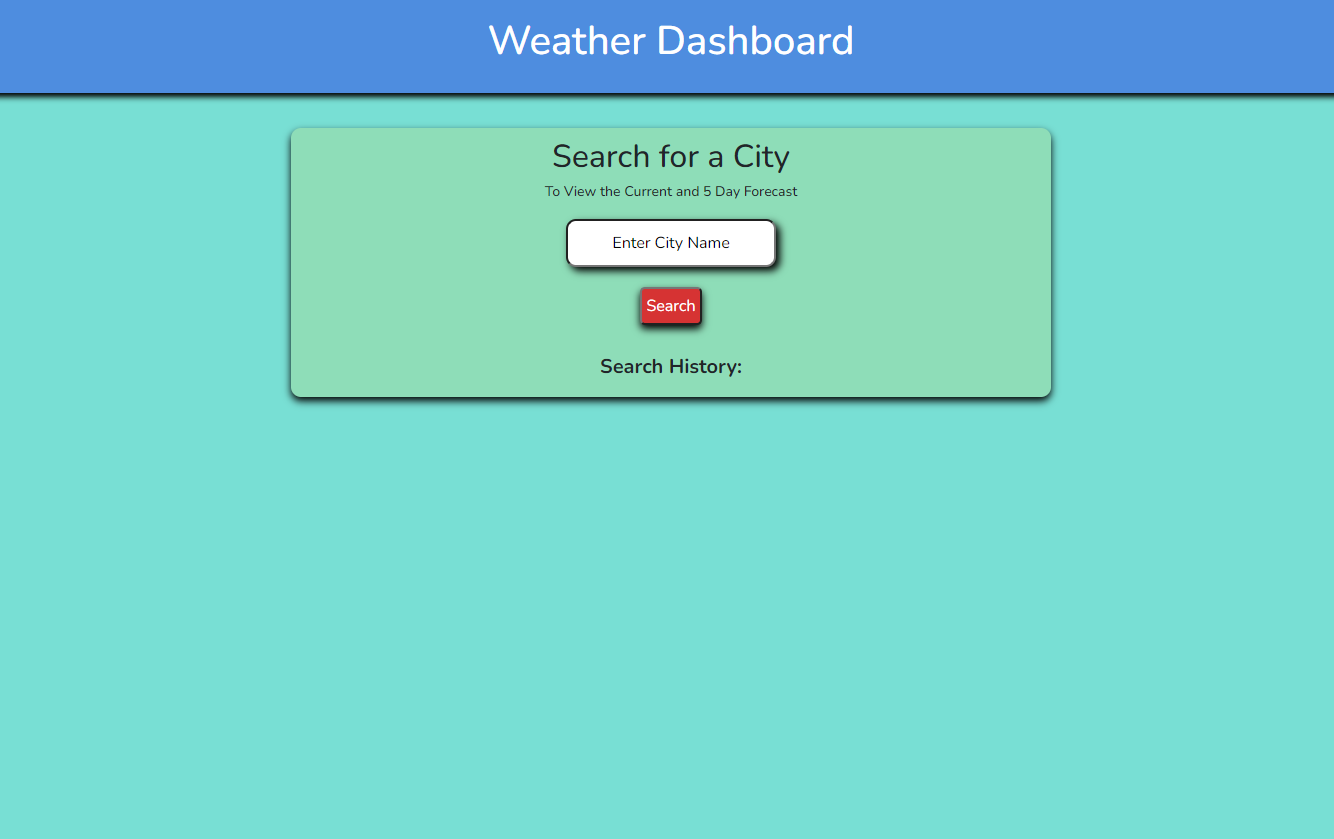 Weather Dashboard
Search for a City
To View the Current and 5 Day Forecast
Enter City Name
Search
Search History: